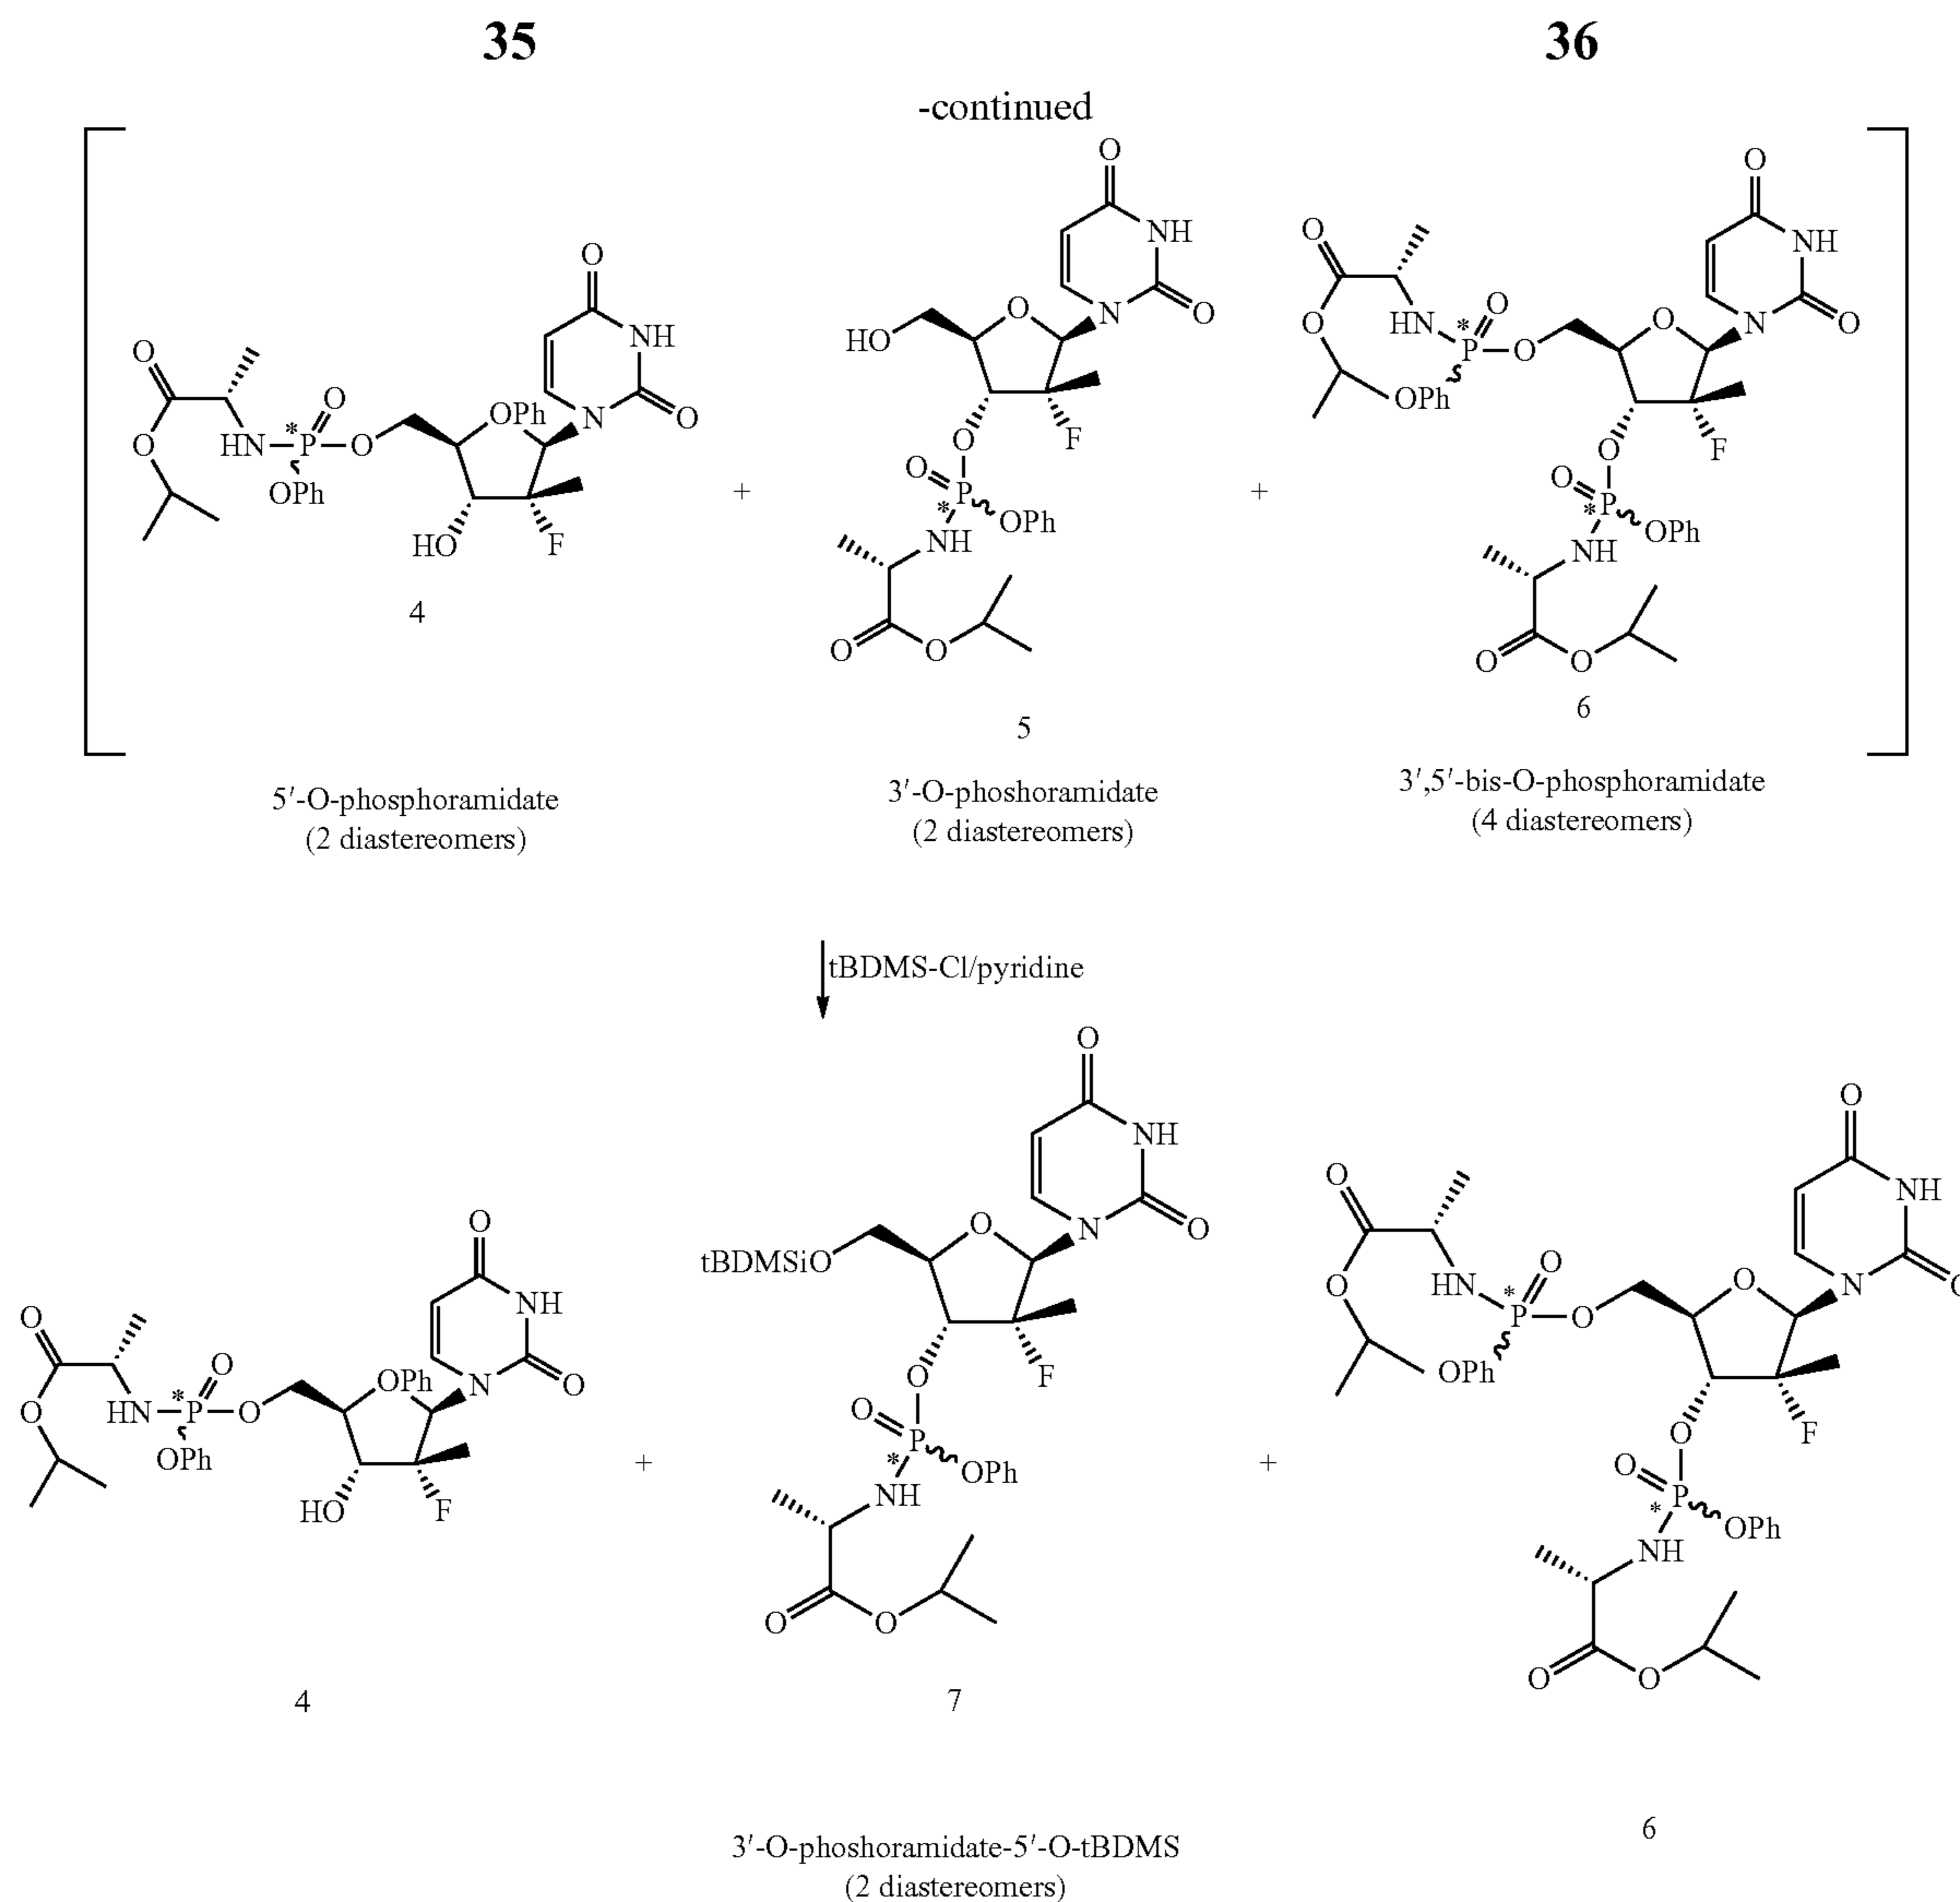 35 36
-continued
O
NH
O
N
O
HO
O
F
O
P
*
OPh
NH
O
O
5
3'-O-phoshoramidate
(2 diastereomers)
O
O
HN
*
P
O
OPh
O
OPh
N
NH
O
O
HO
F
4
5'-O-phosphoramidate
(2 diastereomers)
+
+
O
O
HN
*
P
O
OPh
O
O
N
NH
O
O
F
O
O
P
*
OPh
NH
O
O
6
3',5'-bis-O-phosphoramidate
(4 diastereomers)
tBDMS-Cl/pyridine
O
O
HN
*
P
O
OPh
O
OPh
N
NH
O
O
HO
F
4
+
O
NH
O
N
O
tBDMSiO
F
O
O
P
*
OPh
NH
O
O
7
3'-O-phoshoramidate-5'-O-tBDMS
(2 diastereomers)
+
O
O
HN
*
P
O
OPh
O
O
N
NH
O
O
F
O
O
P
*
OPh
NH
O
O
6